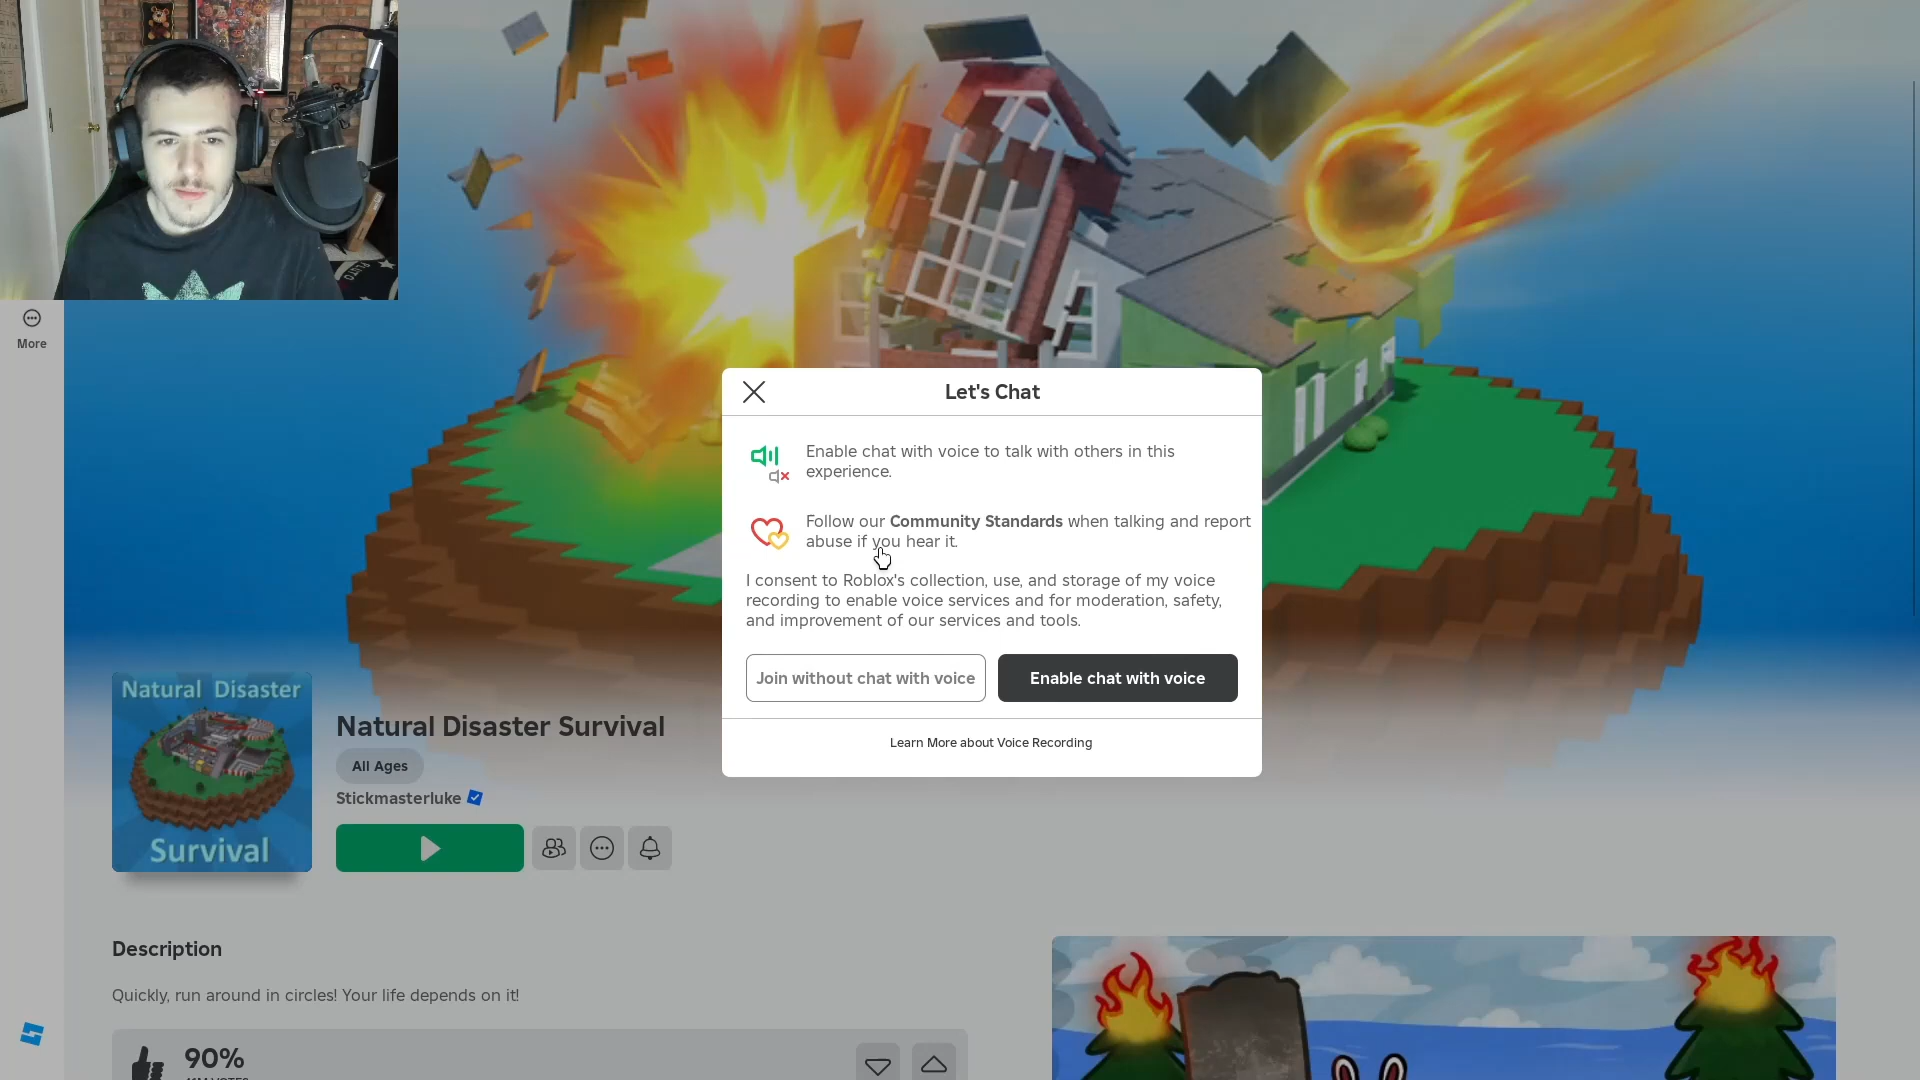 More
Let's Chat
Enable chat with voice to talk with others in this
experience.
Follow our Community Standards when talking and report
abuse if you hear it.
I consent to Roblox's collection, use, and storage of my voice
recording to enable voice services and for moderation, safety,
and improvement of our services and tools.
Join without chat with voice
Enable chat with voice
Learn More about Voice Recording
Natural Disaster
Survival
Natural Disaster Survival
All Ages
Stickmasterluke
Description
Quickly, run around in circles! Your life depends on it!
90%